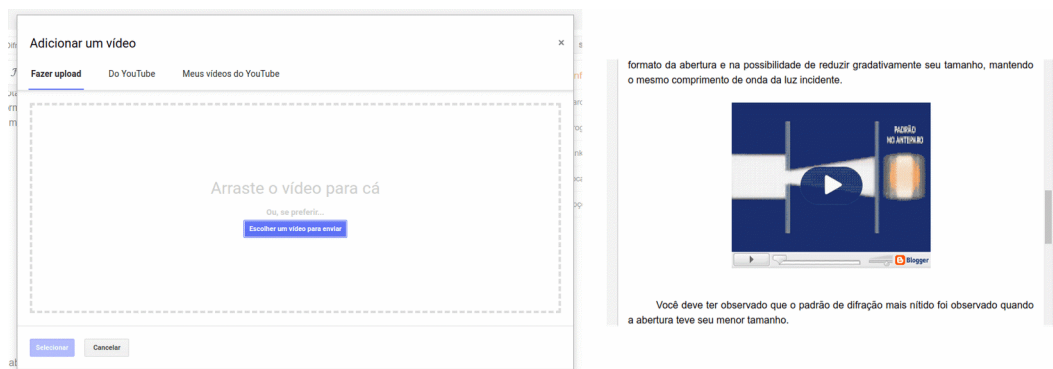 Adicionar um vídeo
×
Fazer upload Do YouTube Meus vídeos do YouTube
Arraste o vídeo para cá
Ou, se preferir...
Escolher um vídeo para enviar
Selecionar Cancelar
formato da abertura e na possibilidade de reduzir gradativamente seu tamanho, mantendo
o mesmo comprimento de onda da luz incidente.
PADRÃO
NO ANTEPARO
Blogger
Você deve ter observado que o padrão de difração mais nítido foi observado quando
a abertura teve seu menor tamanho.